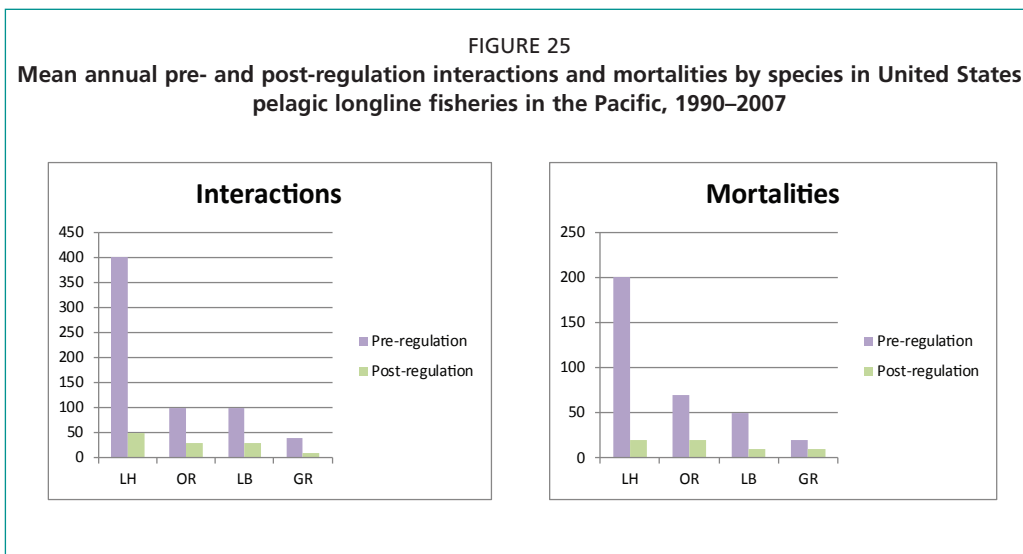 FIGURE 25
Mean annual pre- and post-regulation interactions and mortalities by species in United States
pelagic longline fisheries in the Pacific, 1990–2007
Interactions
450
400
350
300
250
200
150
100
50
0
LH OR LB GR
Pre-regulation
Post-regulation
Mortalities
250
200
150
100
50
0
LH OR LB GR
Pre-regulation
Post-regulation